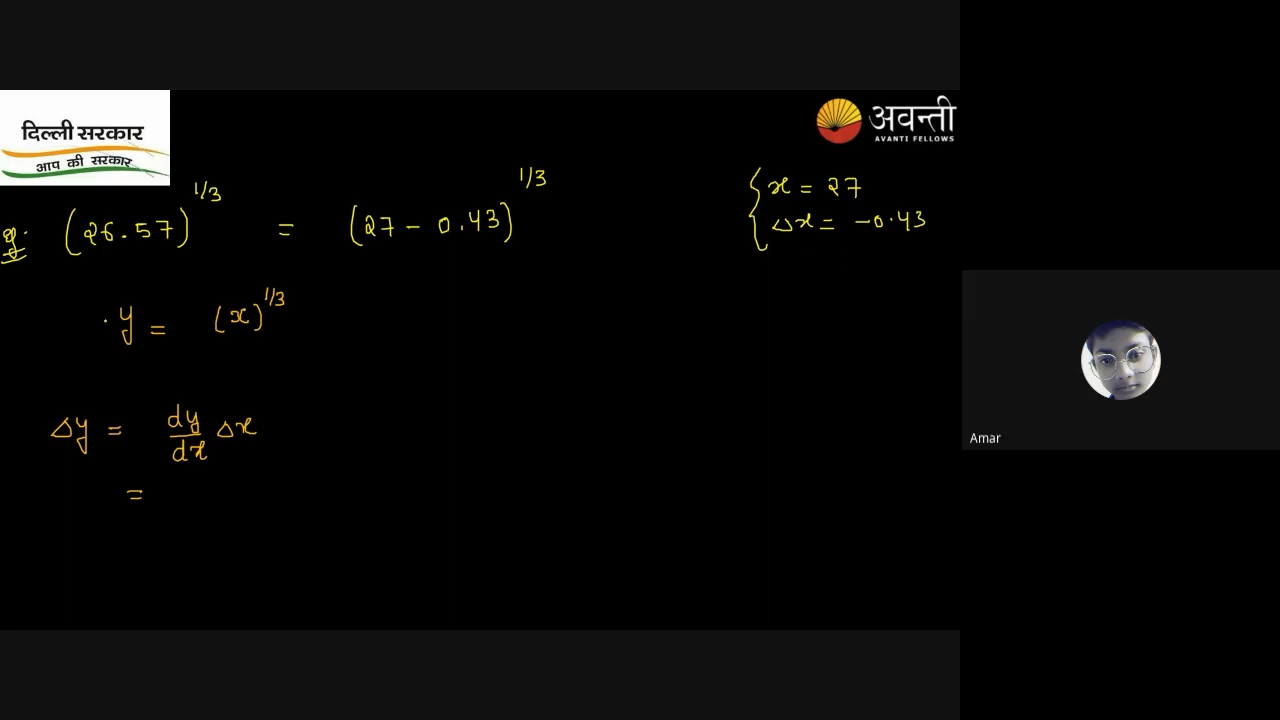 दिल्ली सरकार
आप की सरकार
अवन्ती
AVANTI FELLOWS
eg. (26.57)^{1/3} = (27 - 0.43)^{1/3}
{ x = 27
Δx = -0.43
y = (x)^{1/3}
Δy = dy/dx Δx
=
Amar